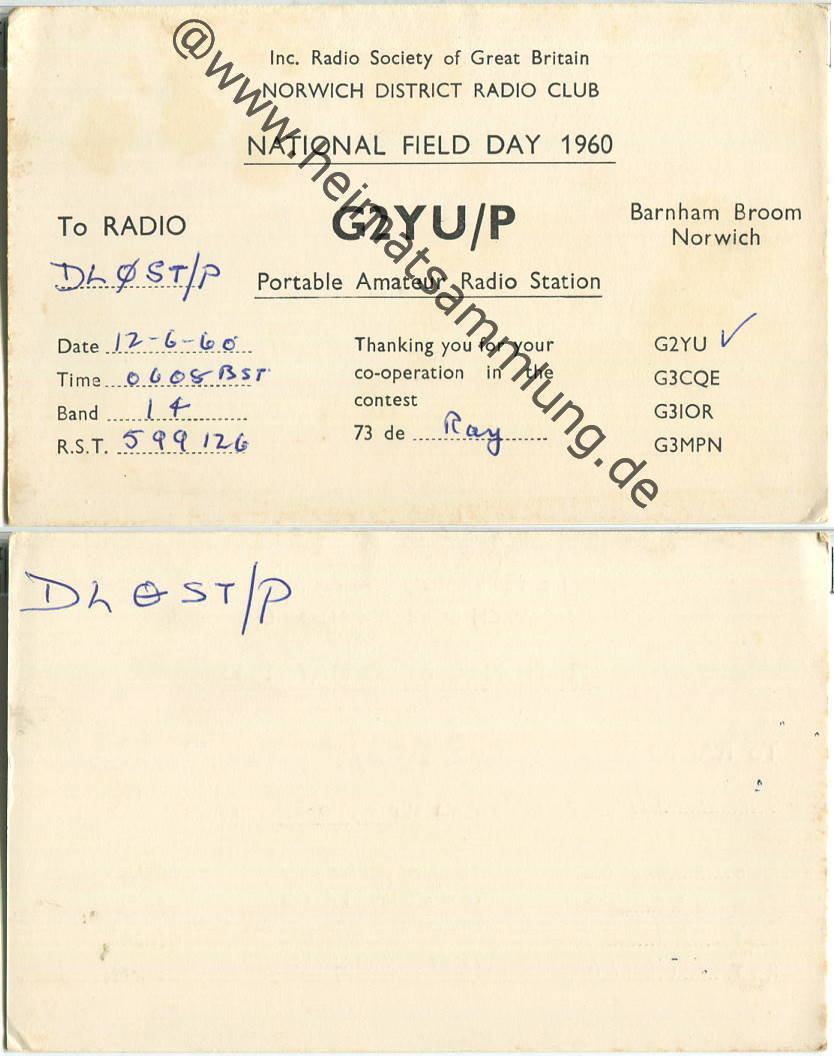 Inc. Radio Society of Great Britain
NORWICH DISTRICT RADIO CLUB
NATIONAL FIELD DAY 1960
To RADIO
G2YU/P
Barnham Broom
Norwich
DLØST/P
Portable Amateur Radio Station
Date 12-6-60
Time 0608 BST
Band 14
R.S.T. 599126
Thanking you for your
co-operation in the
contest
73 de Ray
G2YU ✓
G3CQE
G3IOR
G3MPN
@www.heimatsammlung.de
DLØST/P